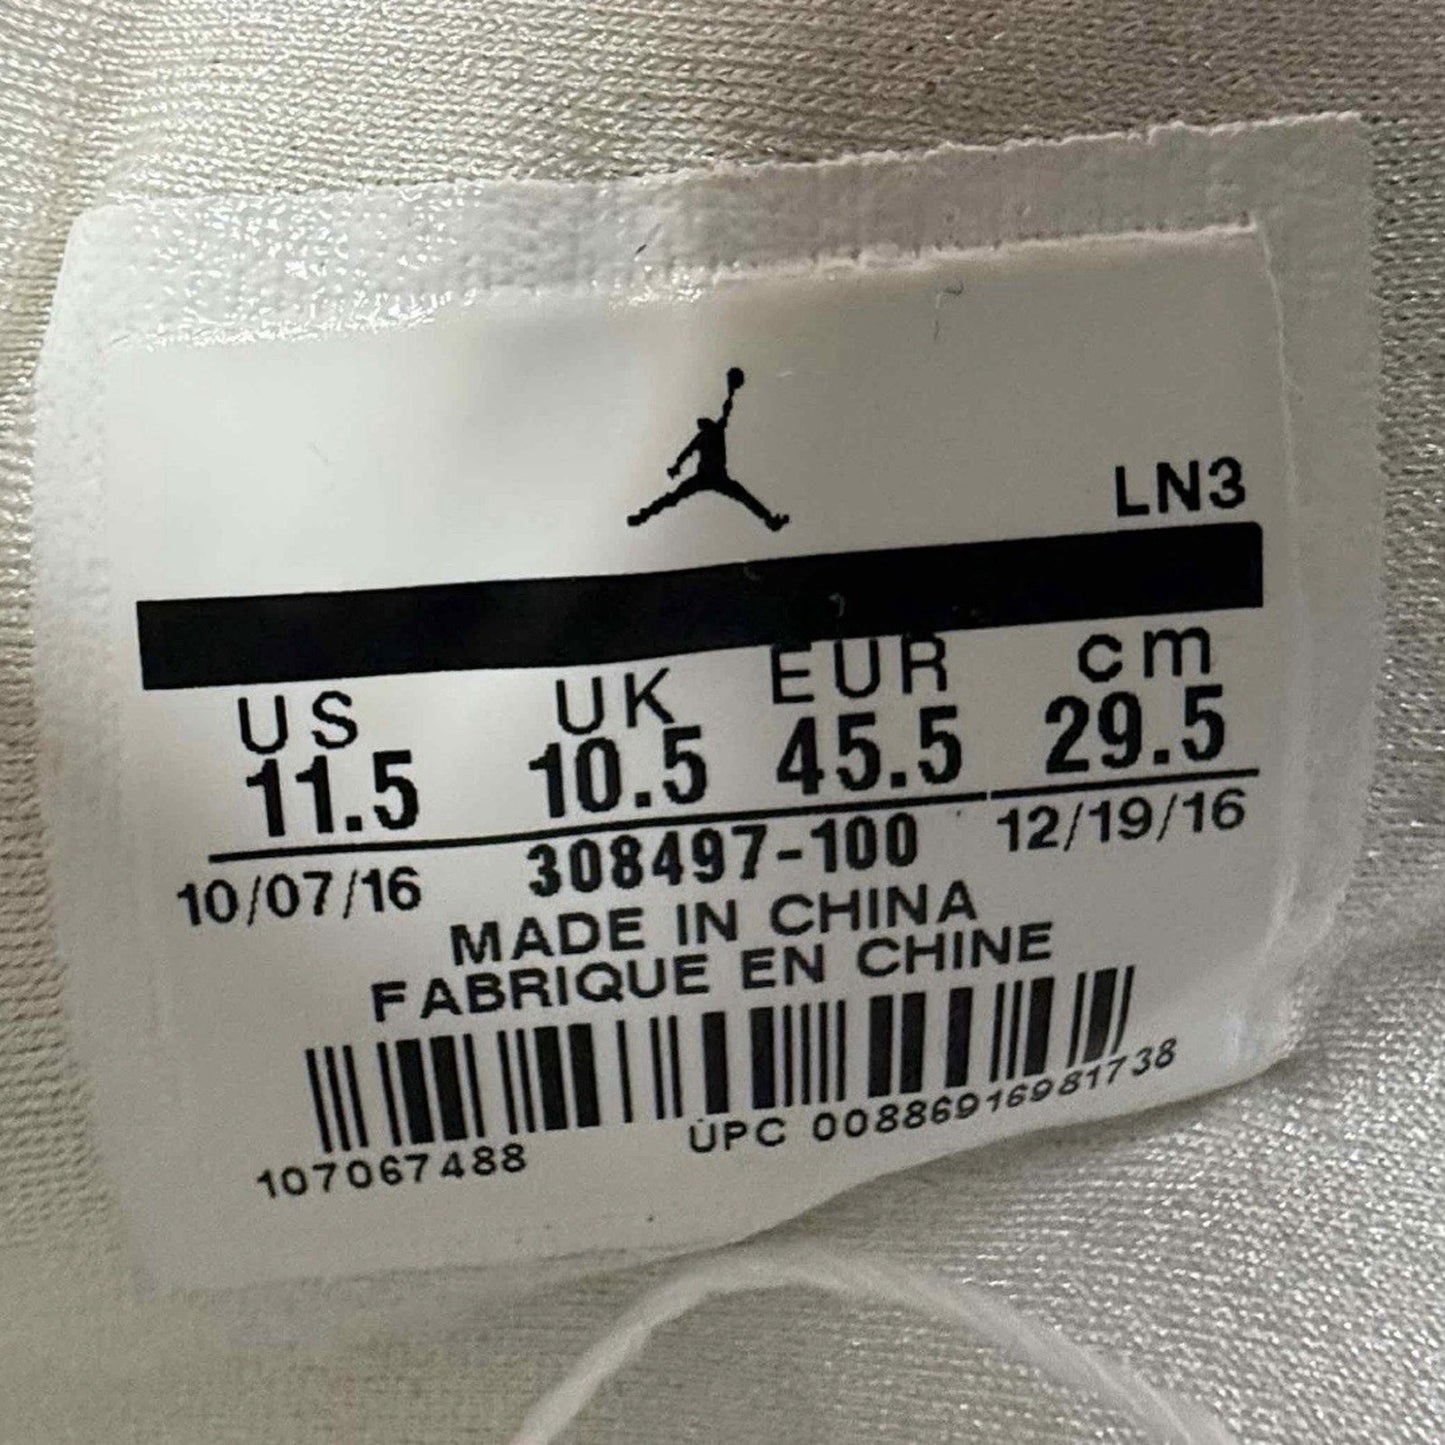 LN3
US UK EUR cm
11.5 10.5 45.5 29.5
10/07/16 308497-100 12/19/16
MADE IN CHINA
FABRIQUE EN CHINE
107067488 UPC 00886916981738